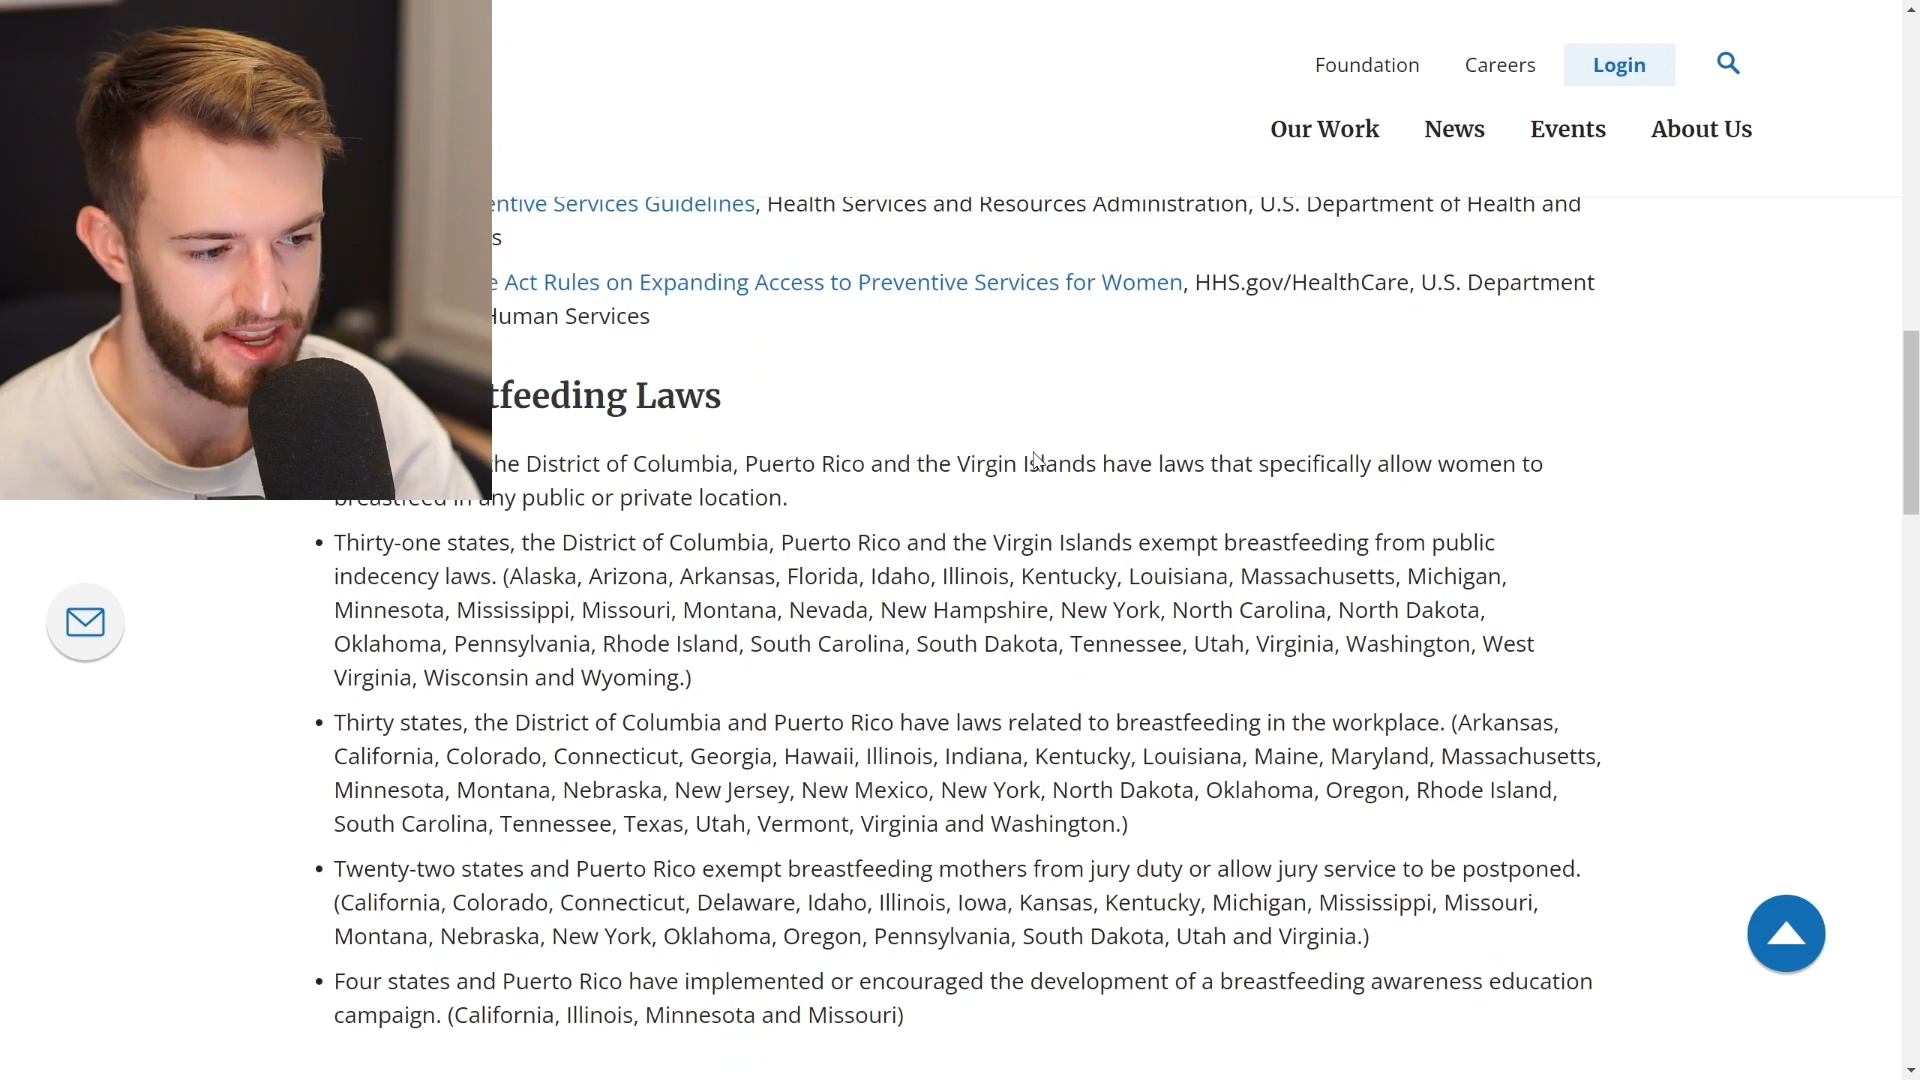 Foundation Careers Login
Our Work News Events About Us
entive Services Guidelines, Health Services and Resources Administration, U.S. Department of Health and
s
e Act Rules on Expanding Access to Preventive Services for Women, HHS.gov/HealthCare, U.S. Department
Human Services
tfeeding Laws
the District of Columbia, Puerto Rico and the Virgin Islands have laws that specifically allow women to
breastfeed in any public or private location.
• Thirty-one states, the District of Columbia, Puerto Rico and the Virgin Islands exempt breastfeeding from public
indecency laws. (Alaska, Arizona, Arkansas, Florida, Idaho, Illinois, Kentucky, Louisiana, Massachusetts, Michigan,
Minnesota, Mississippi, Missouri, Montana, Nevada, New Hampshire, New York, North Carolina, North Dakota,
Oklahoma, Pennsylvania, Rhode Island, South Carolina, South Dakota, Tennessee, Utah, Virginia, Washington, West
Virginia, Wisconsin and Wyoming.)
• Thirty states, the District of Columbia and Puerto Rico have laws related to breastfeeding in the workplace. (Arkansas,
California, Colorado, Connecticut, Georgia, Hawaii, Illinois, Indiana, Kentucky, Louisiana, Maine, Maryland, Massachusetts,
Minnesota, Montana, Nebraska, New Jersey, New Mexico, New York, North Dakota, Oklahoma, Oregon, Rhode Island,
South Carolina, Tennessee, Texas, Utah, Vermont, Virginia and Washington.)
• Twenty-two states and Puerto Rico exempt breastfeeding mothers from jury duty or allow jury service to be postponed.
(California, Colorado, Connecticut, Delaware, Idaho, Illinois, Iowa, Kansas, Kentucky, Michigan, Mississippi, Missouri,
Montana, Nebraska, New York, Oklahoma, Oregon, Pennsylvania, South Dakota, Utah and Virginia.)
• Four states and Puerto Rico have implemented or encouraged the development of a breastfeeding awareness education
campaign. (California, Illinois, Minnesota and Missouri)